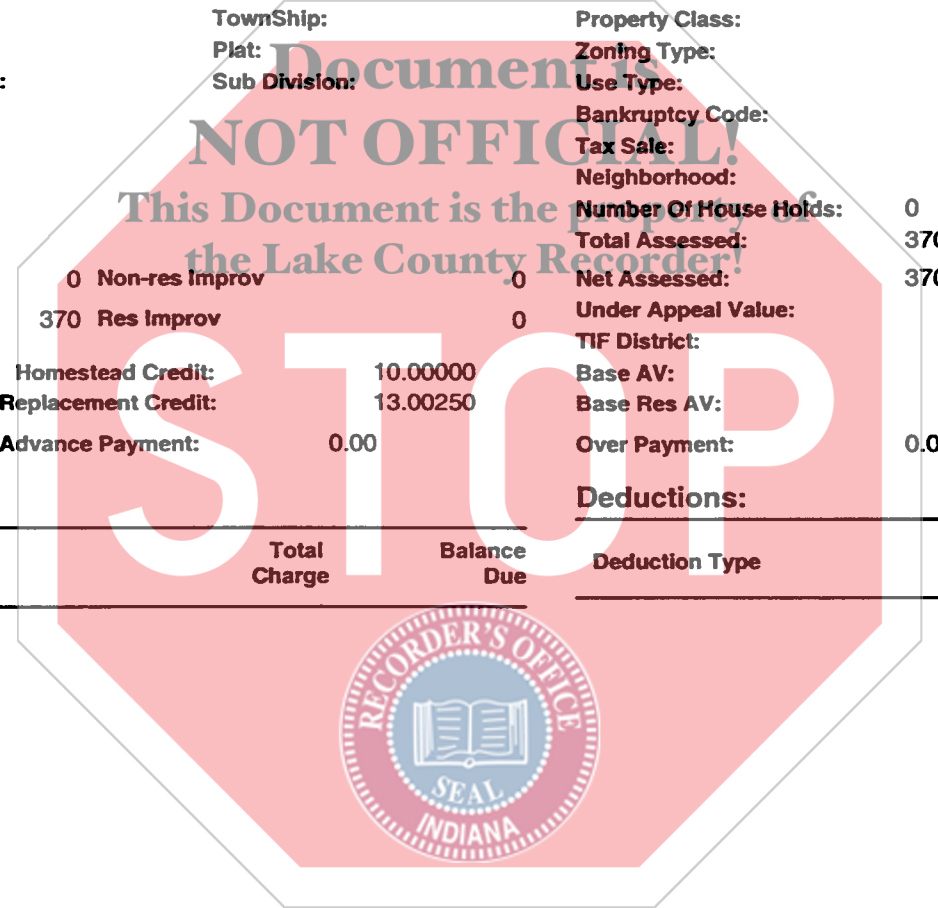 TownShip: Property Class:
Plat: Zoning Type:
: Sub Division: Use Type:
Bankruptcy Code:
Tax Sale:
Neighborhood:
Number Of House Holds: 0
Total Assessed: 370
0 Non-res Improv 0 Net Assessed: 370
370 Res Improv 0 Under Appeal Value:
TIF District:
Homestead Credit: 10.00000 Base AV:
Replacement Credit: 13.00250 Base Res AV:
Advance Payment: 0.00 Over Payment: 0.0
Deductions:
Total Balance
Charge Due
Deduction Type
Document is
NOT OFFICIAL!
This Document is the property of
the Lake County Recorder!
STOP
RECORDER'S OFFICE
SEAL
INDIANA